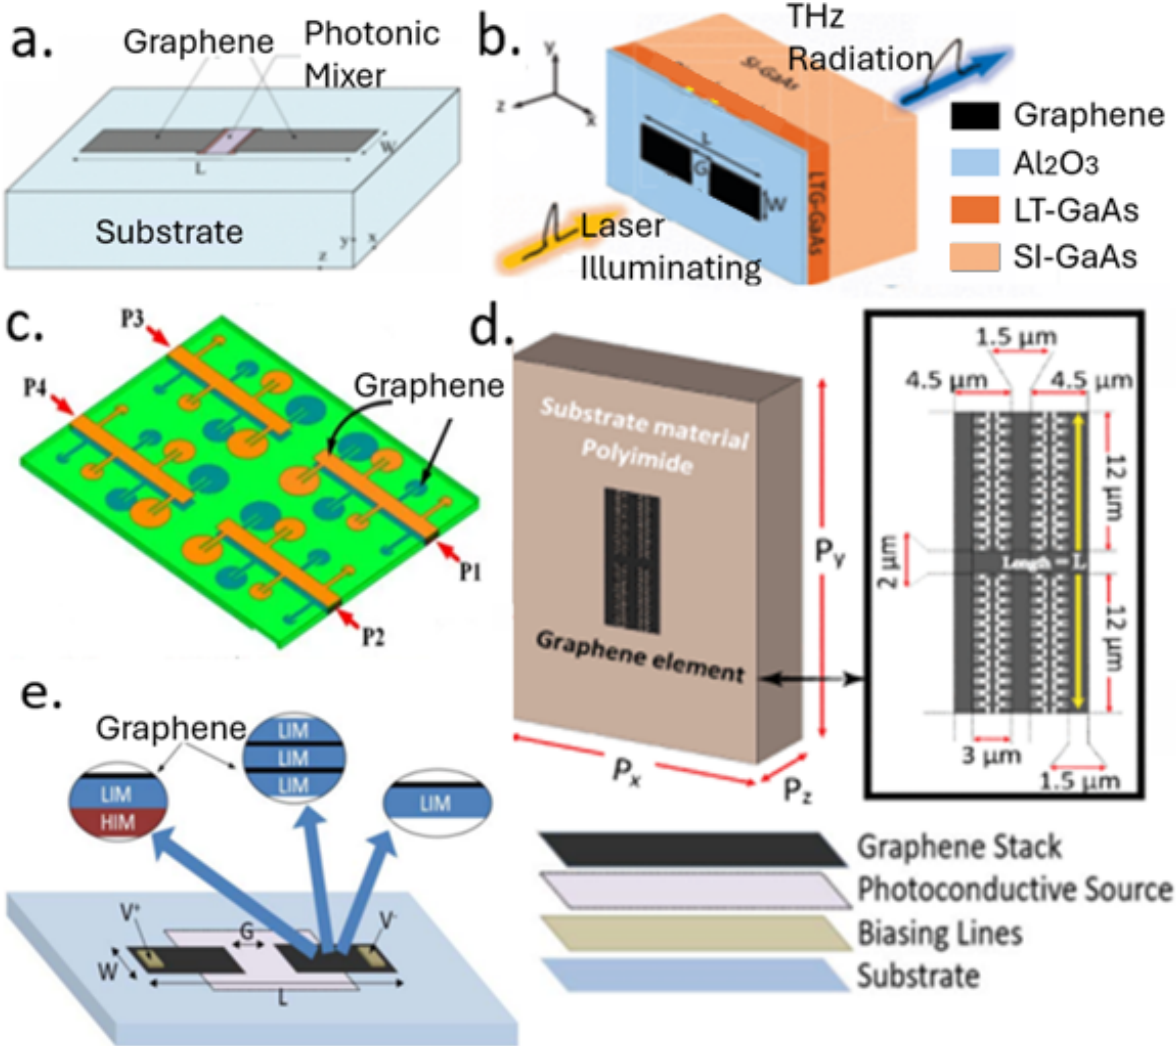 a.
Graphene
Photonic
Mixer
W
L
Substrate
y
x
z
b.
y
z
x
THz
Radiation
SI-GaAs
L
G
W
LTG-GaAs
Laser
Illuminating
Graphene
Al2O3
LT-GaAs
SI-GaAs
c.
P3
P4
Graphene
P1
P2
d.
Substrate material
Polyimide
Graphene element
Py
Px
Pz
1.5 μm
4.5 μm
4.5 μm
12 μm
2 μm
Length = L
12 μm
3 μm
1.5 μm
e.
Graphene
LIM
HIM
LIM
LIM
LIM
LIM
V+
G
V-
W
L
Graphene Stack
Photoconductive Source
Biasing Lines
Substrate